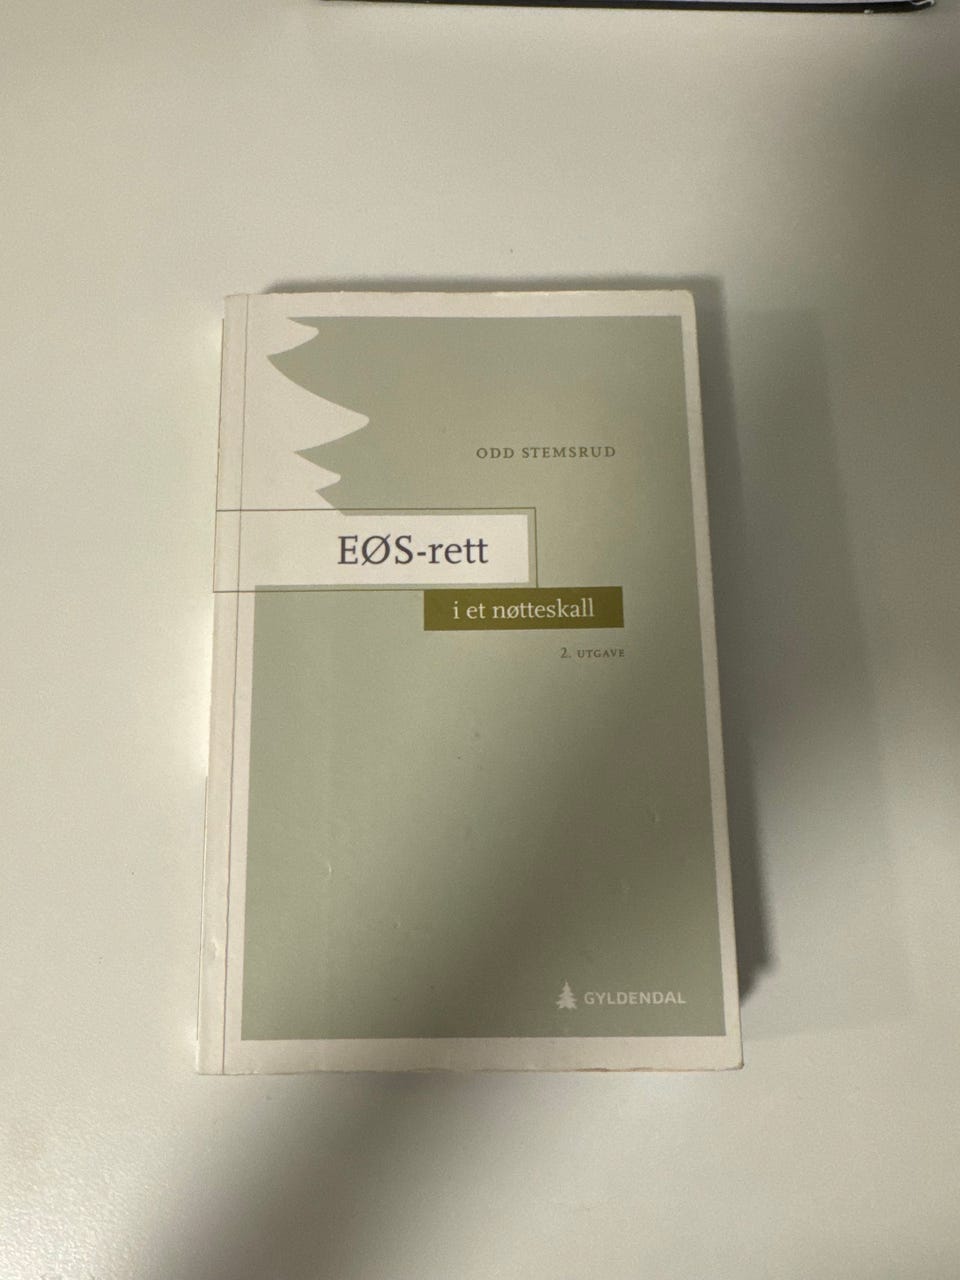 ODD STEMSRUD
EØS-rett
i et nøtteskall
2. UTGAVE
GYLDENDAL